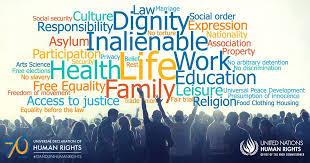 Law Marriage
Social security Culture Dignity Social order
Responsibility No torture Expression
Asylum Inalienable Nationality
Participation Privacy Belief Association
Arts Science Rest Property
Free elections Health Life Work No arbitrary detention
No slavery No discrimination
Free Equality Family Education
Freedom of movement Leisure Universal Peace Development
Access to justice Trade union Fair trial Presumption of innocence
Equality before the law Religion Food Clothing Housing
70 UNIVERSAL DECLARATION OF
HUMAN RIGHTS
#STANDUP4HUMANRIGHTS
UNITED NATIONS
HUMAN RIGHTS
OFFICE OF THE HIGH COMMISSIONER